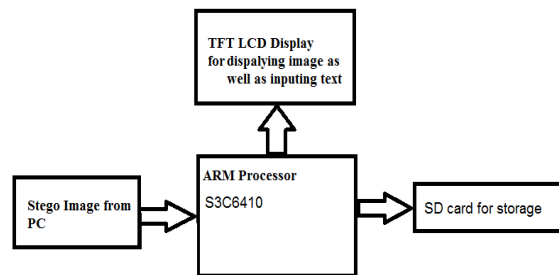 TFT LCD Display
for dispalying image as
well as inputing text
ARM Processor
S3C6410
Stego Image from
PC
SD card for storage